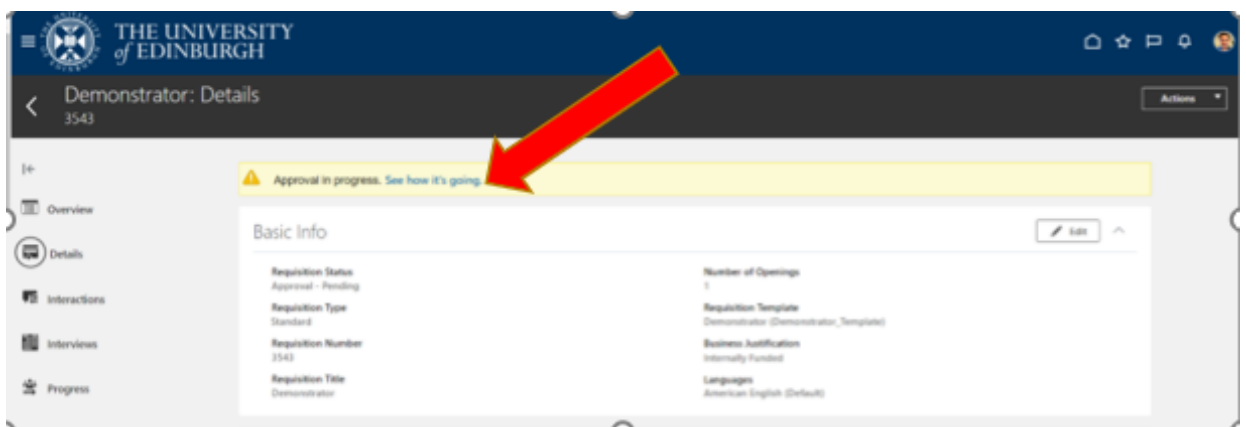 THE UNIVERSITY
of EDINBURGH
Demonstrator: Details
3543
Actions
Approval in progress. See how it's going.
Overview
Basic Info
Edit
Details
Requisition Status
Number of Openings
Approval - Pending
1
Interactions
Requisition Type
Requisition Template
Standard
Demonstrator (Demonstrator_Template)
Interviews
Requisition Number
Business Justification
3543
Internally Funded
Progress
Requisition Title
Languages
Demonstrator
American English (Default)